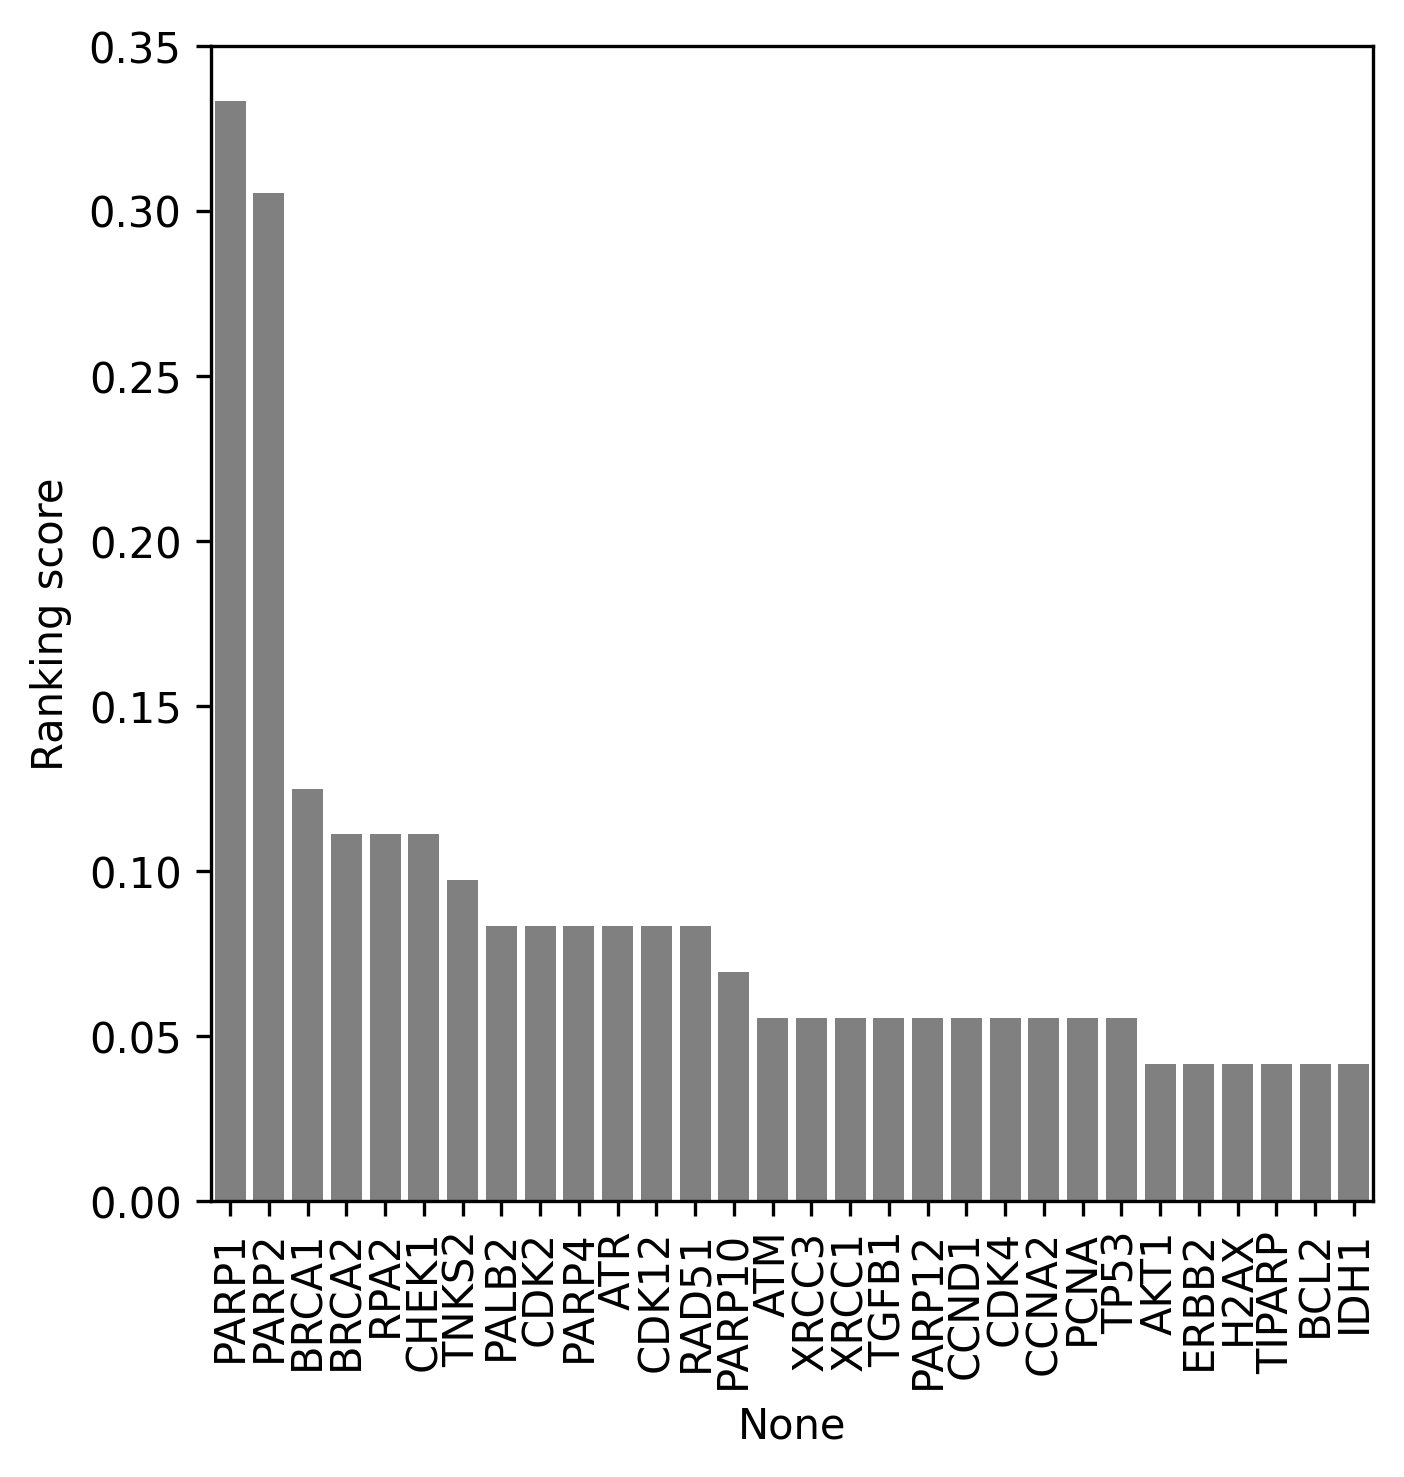 0.35
0.30
0.25
0.20
0.15
0.10
0.05
0.00
Ranking score
PARP1
PARP2
BRCA1
BRCA2
RPA2
CHEK1
TNKS2
PALB2
CDK2
PARP4
ATR
CDK12
RAD51
PARP10
ATM
XRCC3
XRCC1
TGFB1
PARP12
CCND1
CDK4
CCNA2
PCNA
TP53
AKT1
ERBB2
H2AX
TIPARP
BCL2
IDH1
None